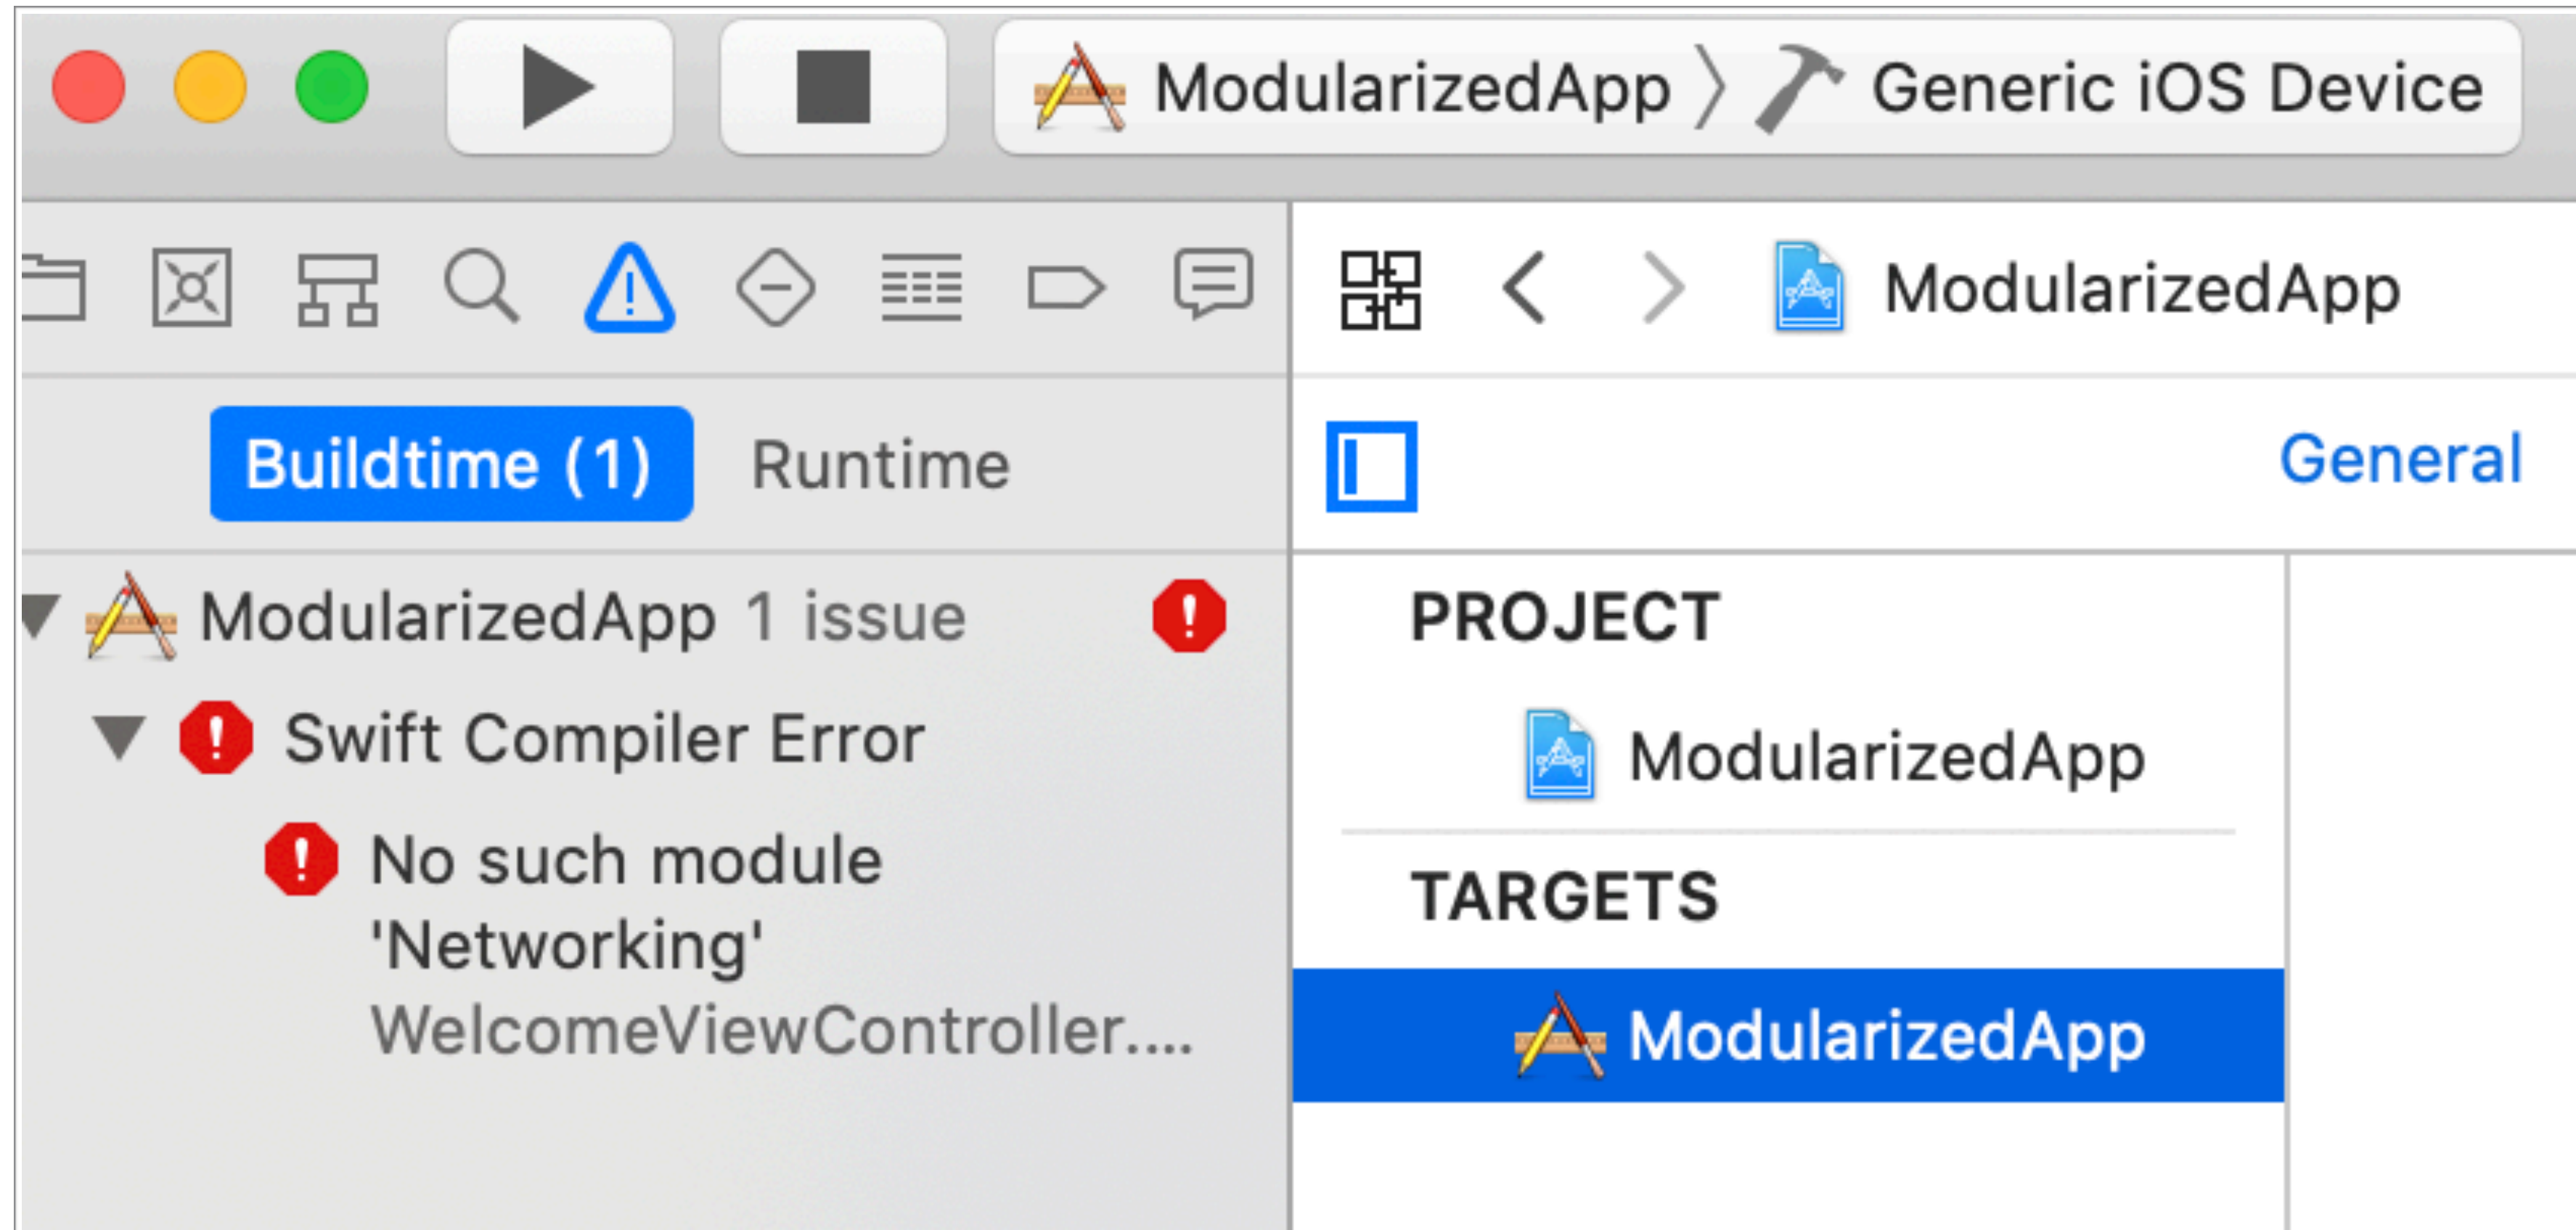 ModularizedApp Generic iOS Device
ModularizedApp
Buildtime (1) Runtime
General
ModularizedApp 1 issue
Swift Compiler Error
No such module
'Networking'
WelcomeViewController....
PROJECT
ModularizedApp
TARGETS
ModularizedApp